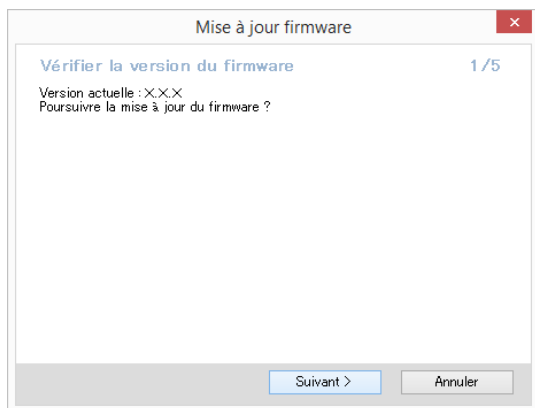 Mise à jour firmware
Vérifier la version du firmware 1/5
Version actuelle : X.X.X
Poursuivre la mise à jour du firmware ?
Suivant > Annuler